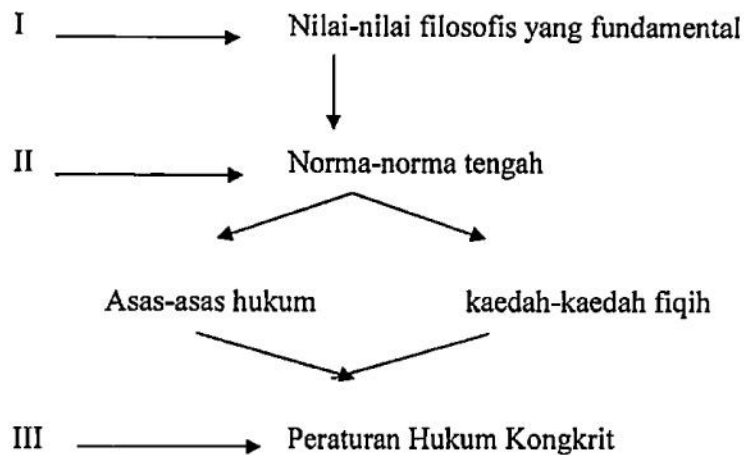 I Nilai-nilai filosofis yang fundamental
II Norma-norma tengah
Asas-asas hukum kaedah-kaedah fiqih
III Peraturan Hukum Kongkrit